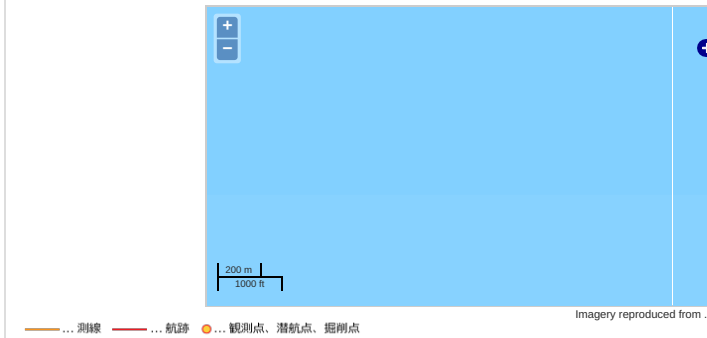 +
−
200 m
1000 ft
Imagery reproduced from .
... 測線 ... 航跡 ... 観測点、潜航点、掘削点